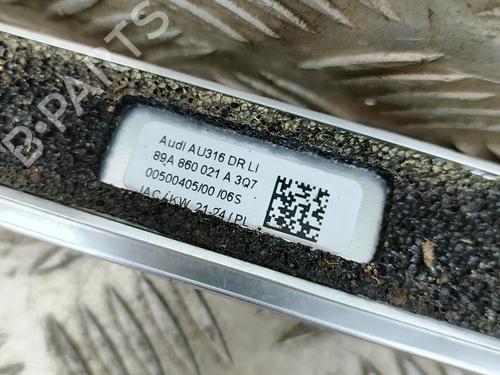 B-PARTS
Audi AU316 DR LI
89A 860 021 A 3Q7
00500405/00 /06S
IAC / KW 21-24 / PL